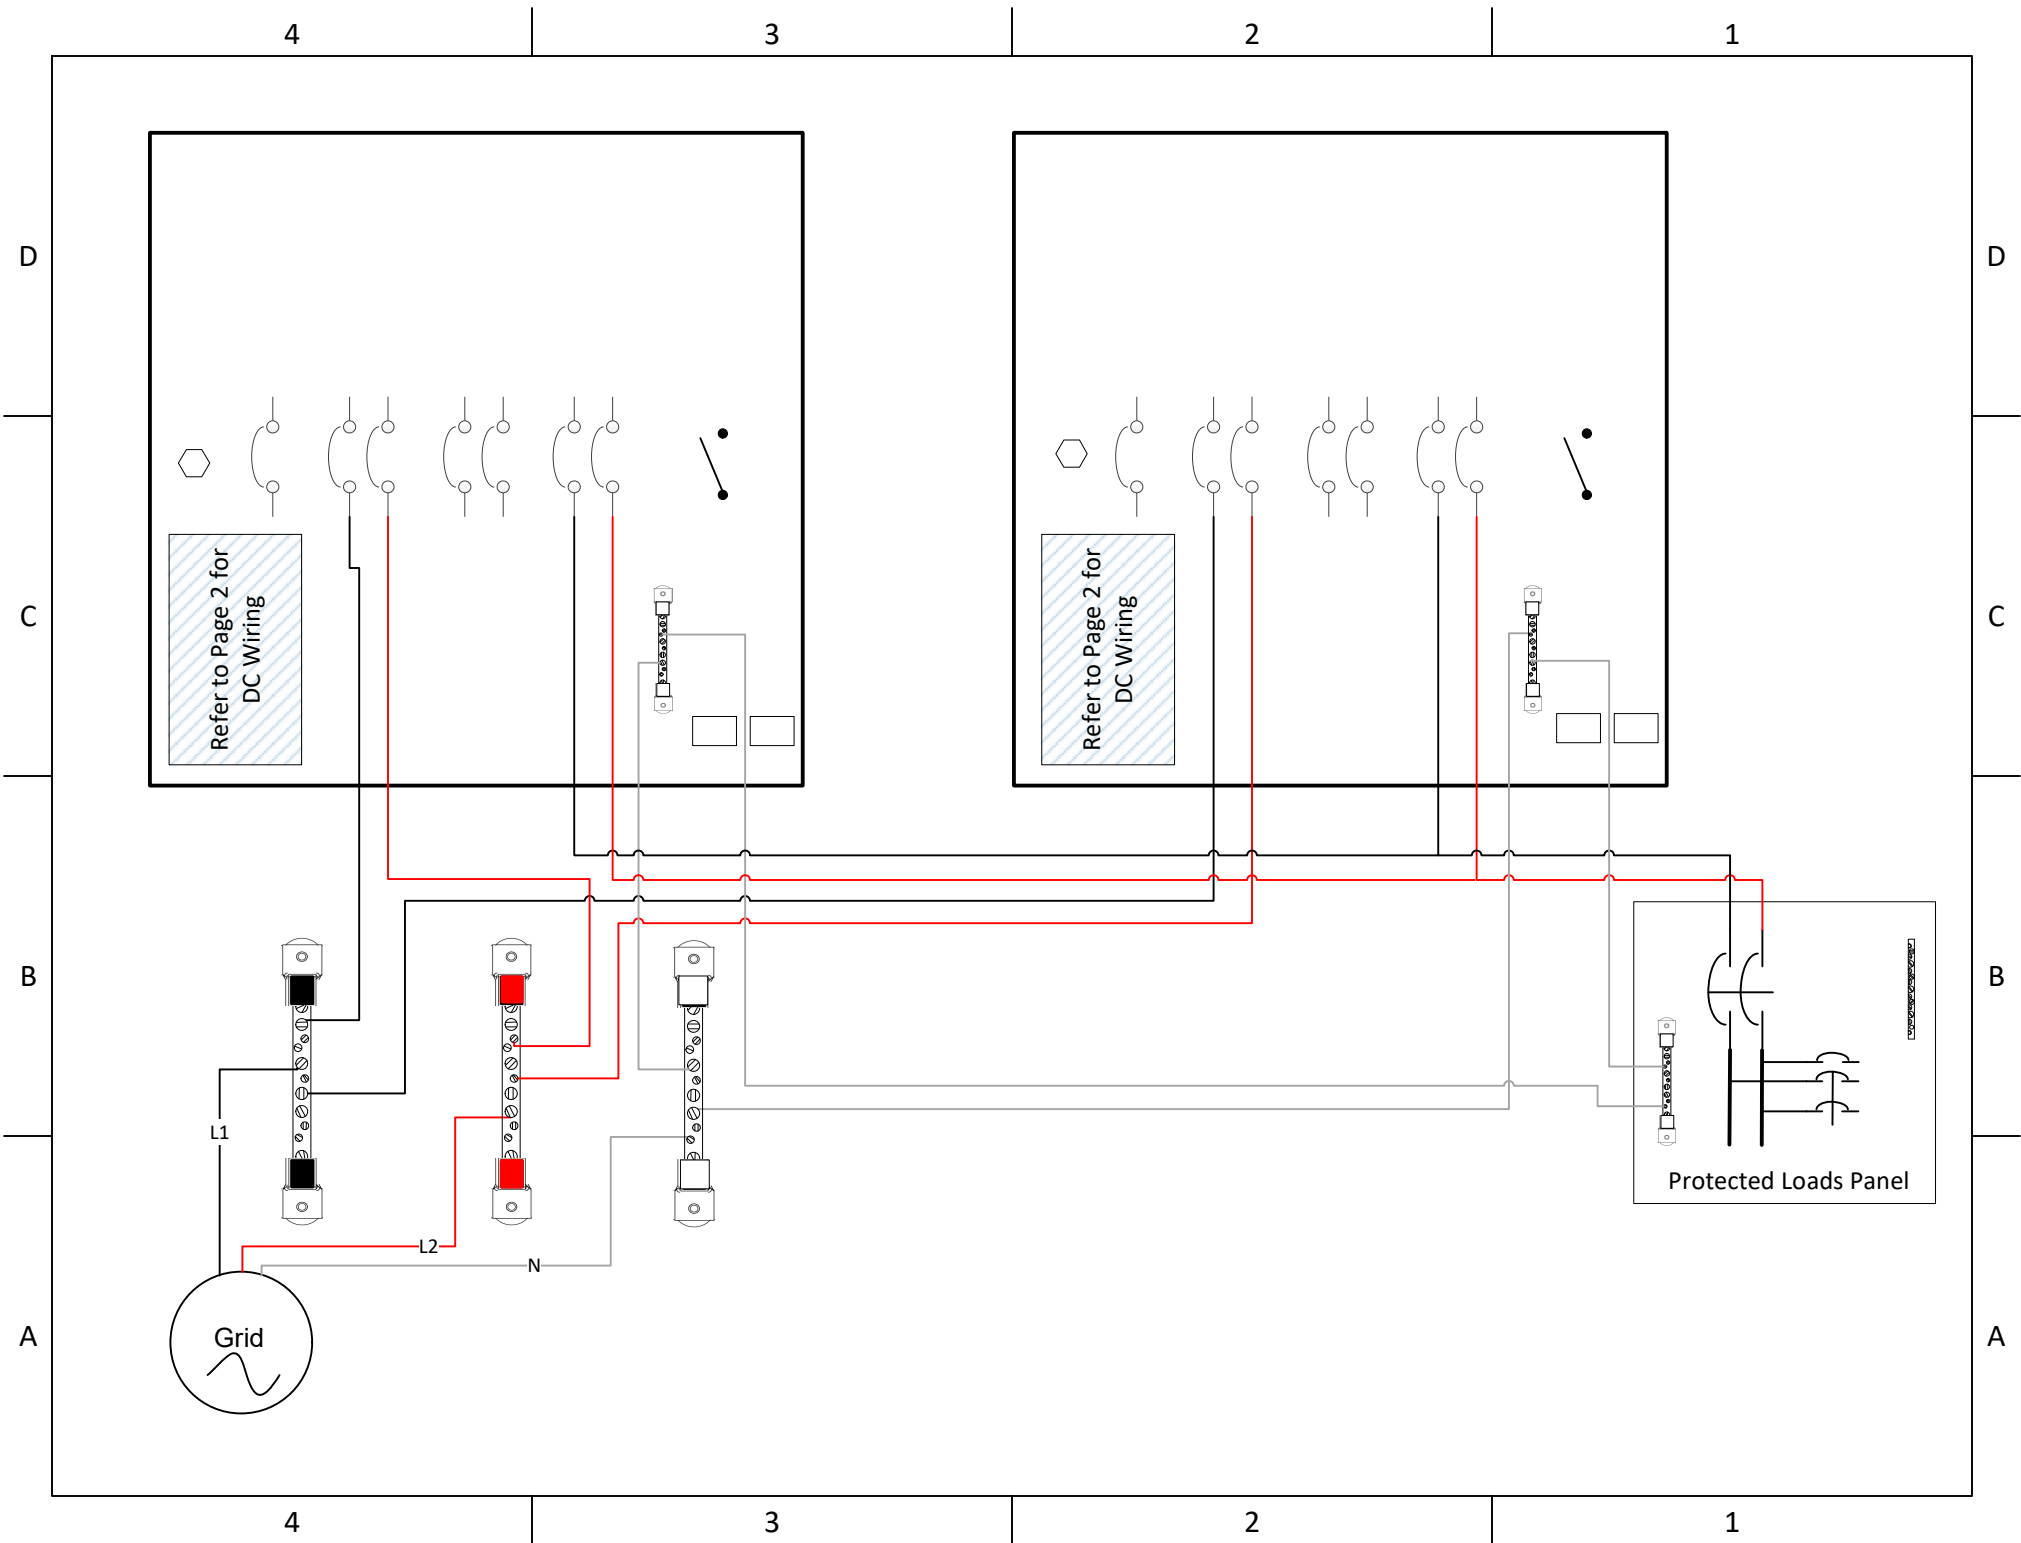 4 3 2 1
D D
Refer to Page 2 for
DC Wiring
Refer to Page 2 for
DC Wiring
C C
B B
L1
Protected Loads Panel
L2
N
Grid
A A
4 3 2 1